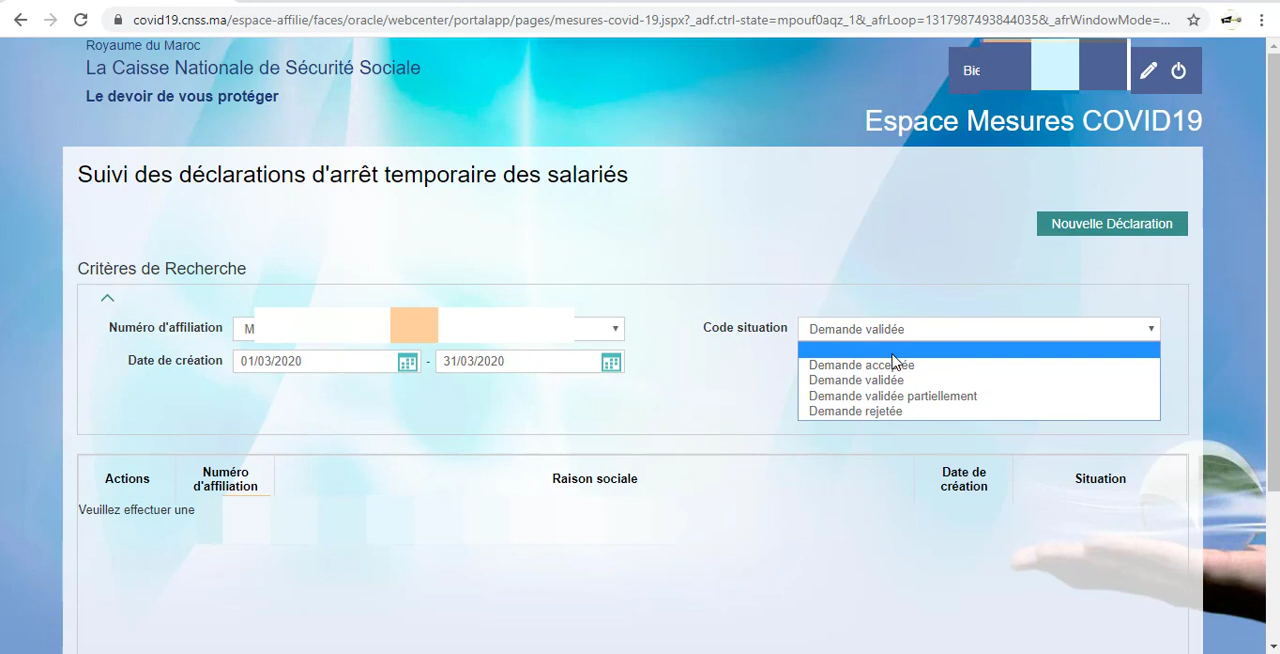 covid19.cnss.ma/espace-affilie/faces/oracle/webcenter/portalapp/pages/mesures-covid-19.jspx?_adf.ctrl-state=mpouf0aqz_1&_afrLoop=1317987493844035&_afrWindowMode=...
Royaume du Maroc
La Caisse Nationale de Sécurité Sociale
Le devoir de vous protéger
Bie
Espace Mesures COVID19
Suivi des déclarations d'arrêt temporaire des salariés
Nouvelle Déclaration
Critères de Recherche
Numéro d'affiliation M
Code situation Demande validée
Date de création 01/03/2020 - 31/03/2020
Demande
Demande validée
Demande validée partiellement
Demande rejetée
Actions Numéro d'affiliation Raison sociale Date de création Situation
Veuillez effectuer une